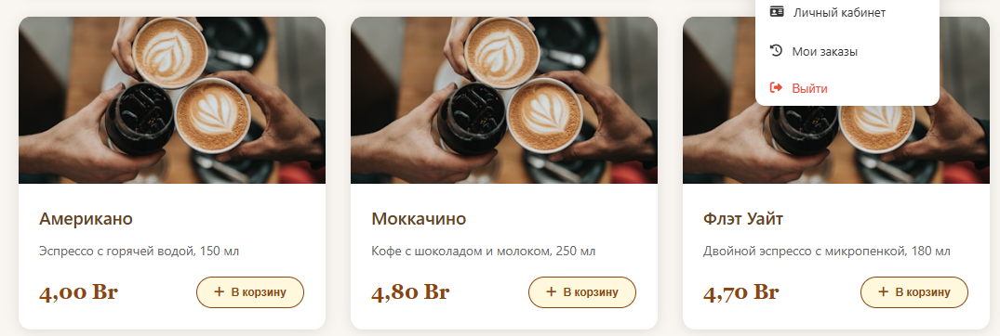 Личный кабинет
Мои заказы
Выйти
Американо
Эспрессо с горячей водой, 150 мл
4,00 Br
+ В корзину
Моккачино
Кофе с шоколадом и молоком, 250 мл
4,80 Br
+ В корзину
Флэт Уайт
Двойной эспрессо с микропенкой, 180 мл
4,70 Br
+ В корзину